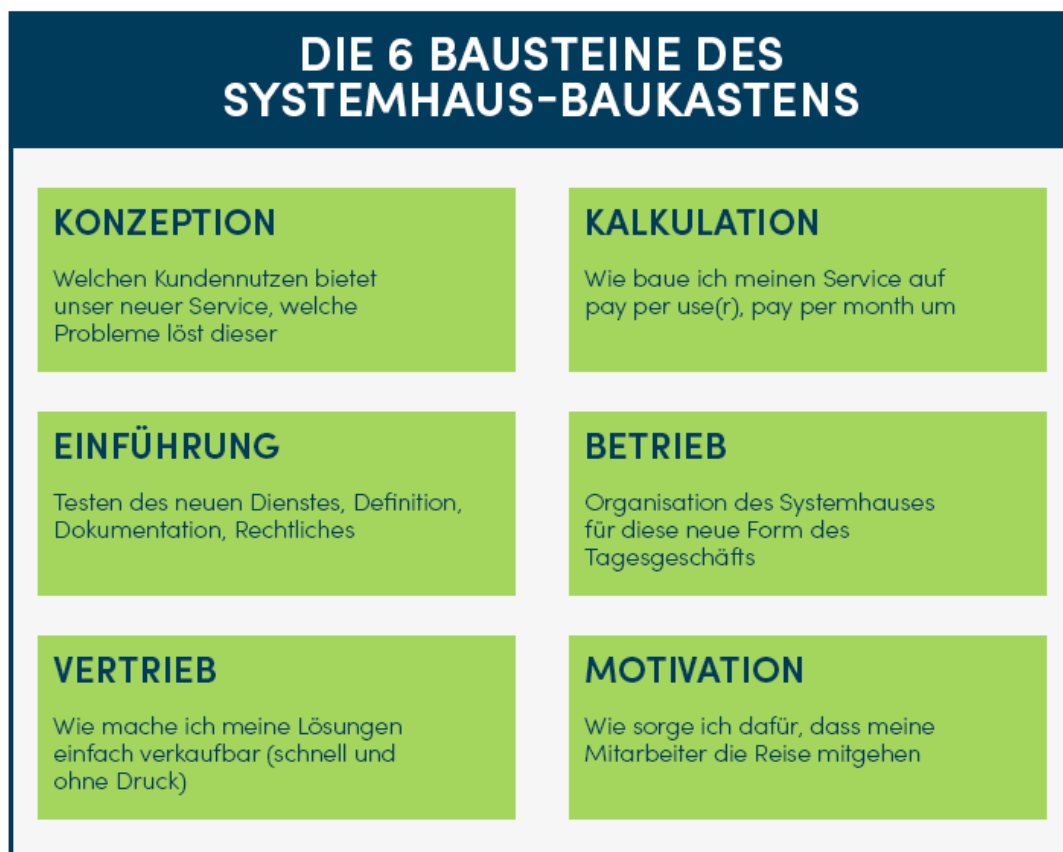 DIE 6 BAUSTEINE DES
SYSTEMHAUS-BAUKASTENS
KONZEPTION
Welchen Kundennutzen bietet
unser neuer Service, welche
Probleme löst dieser
KALKULATION
Wie baue ich meinen Service auf
pay per use(r), pay per month um
EINFÜHRUNG
Testen des neuen Dienstes, Definition,
Dokumentation, Rechtliches
BETRIEB
Organisation des Systemhauses
für diese neue Form des
Tagesgeschäfts
VERTRIEB
Wie mache ich meine Lösungen
einfach verkaufbar (schnell und
ohne Druck)
MOTIVATION
Wie sorge ich dafür, dass meine
Mitarbeiter die Reise mitgehen